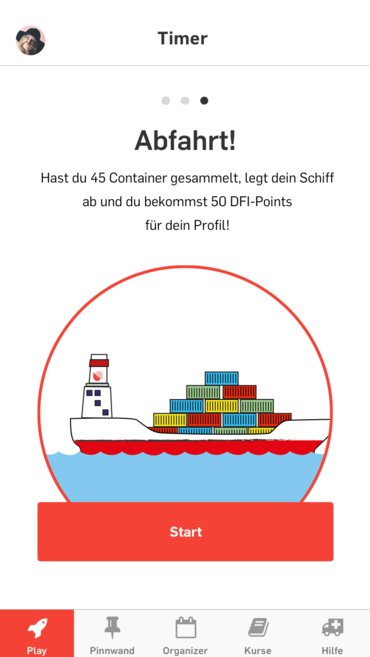 Timer
Abfahrt!
Hast du 45 Container gesammelt, legt dein Schiff
ab und du bekommst 50 DFI-Points
für dein Profil!
Start
Play
Pinnwand
Organizer
Kurse
Hilfe